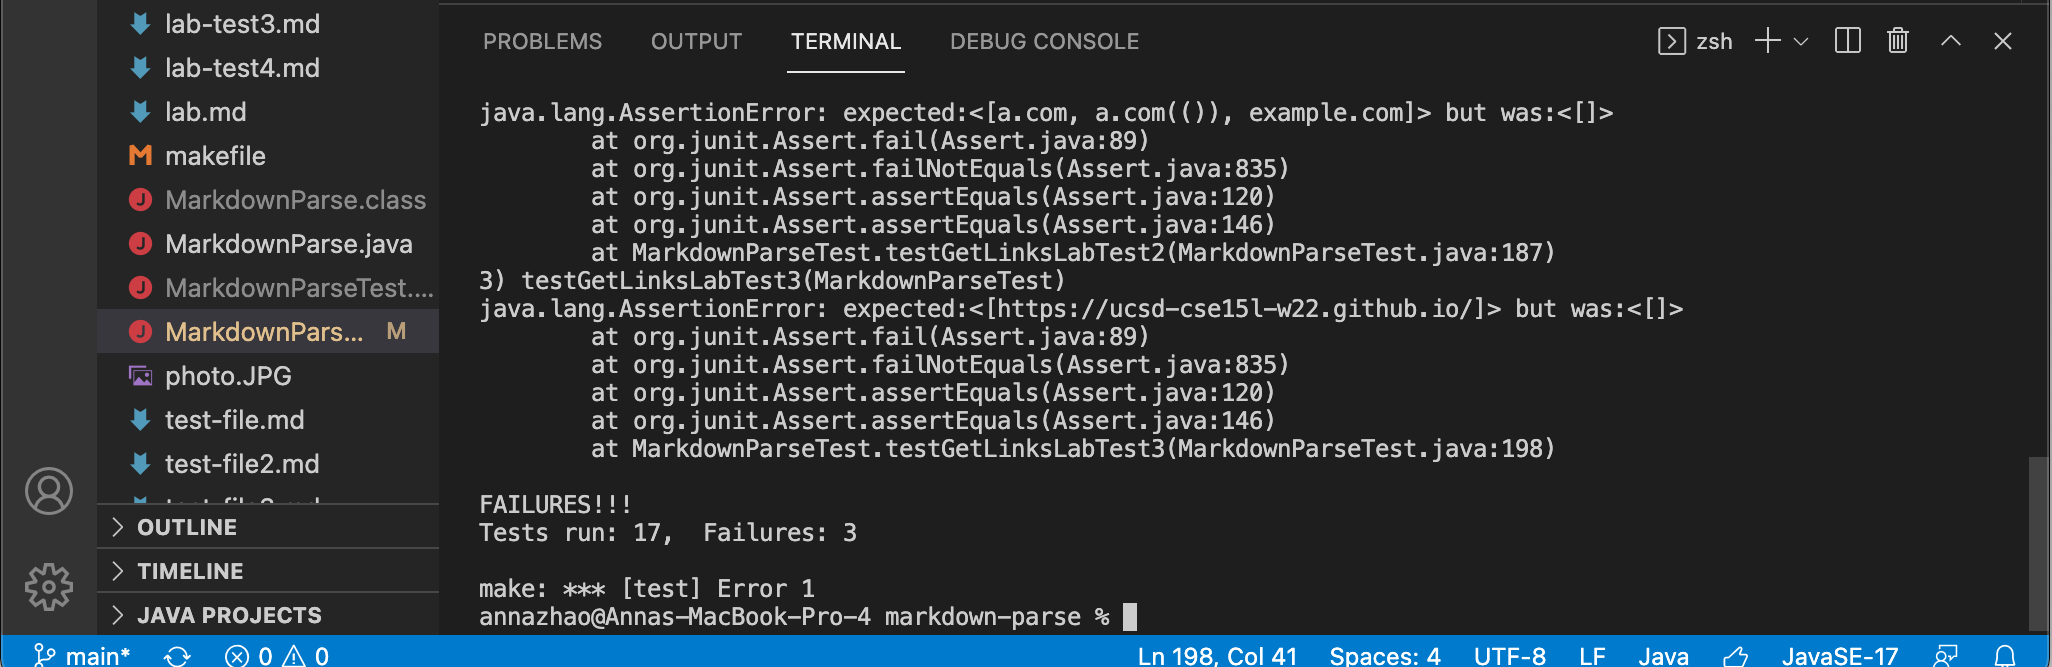 lab-test3.md
lab-test4.md
lab.md
makefile
MarkdownParse.class
MarkdownParse.java
MarkdownParseTest....
MarkdownPars... M
photo.JPG
test-file.md
test-file2.md
OUTLINE
TIMELINE
JAVA PROJECTS
PROBLEMS OUTPUT TERMINAL DEBUG CONSOLE zsh
java.lang.AssertionError: expected:<[a.com, a.com(()), example.com]> but was:<[]>
at org.junit.Assert.fail(Assert.java:89)
at org.junit.Assert.failNotEquals(Assert.java:835)
at org.junit.Assert.assertEquals(Assert.java:120)
at org.junit.Assert.assertEquals(Assert.java:146)
at MarkdownParseTest.testGetLinksLabTest2(MarkdownParseTest.java:187)
3) testGetLinksLabTest3(MarkdownParseTest)
java.lang.AssertionError: expected:<[https://ucsd-cse15l-w22.github.io/]> but was:<[]>
at org.junit.Assert.fail(Assert.java:89)
at org.junit.Assert.failNotEquals(Assert.java:835)
at org.junit.Assert.assertEquals(Assert.java:120)
at org.junit.Assert.assertEquals(Assert.java:146)
at MarkdownParseTest.testGetLinksLabTest3(MarkdownParseTest.java:198)
FAILURES!!!
Tests run: 17,  Failures: 3
make: *** [test] Error 1
annazhao@Annas-MacBook-Pro-4 markdown-parse %
main* 0 0 Ln 198, Col 41 Spaces: 4 UTF-8 LF Java JavaSE-17